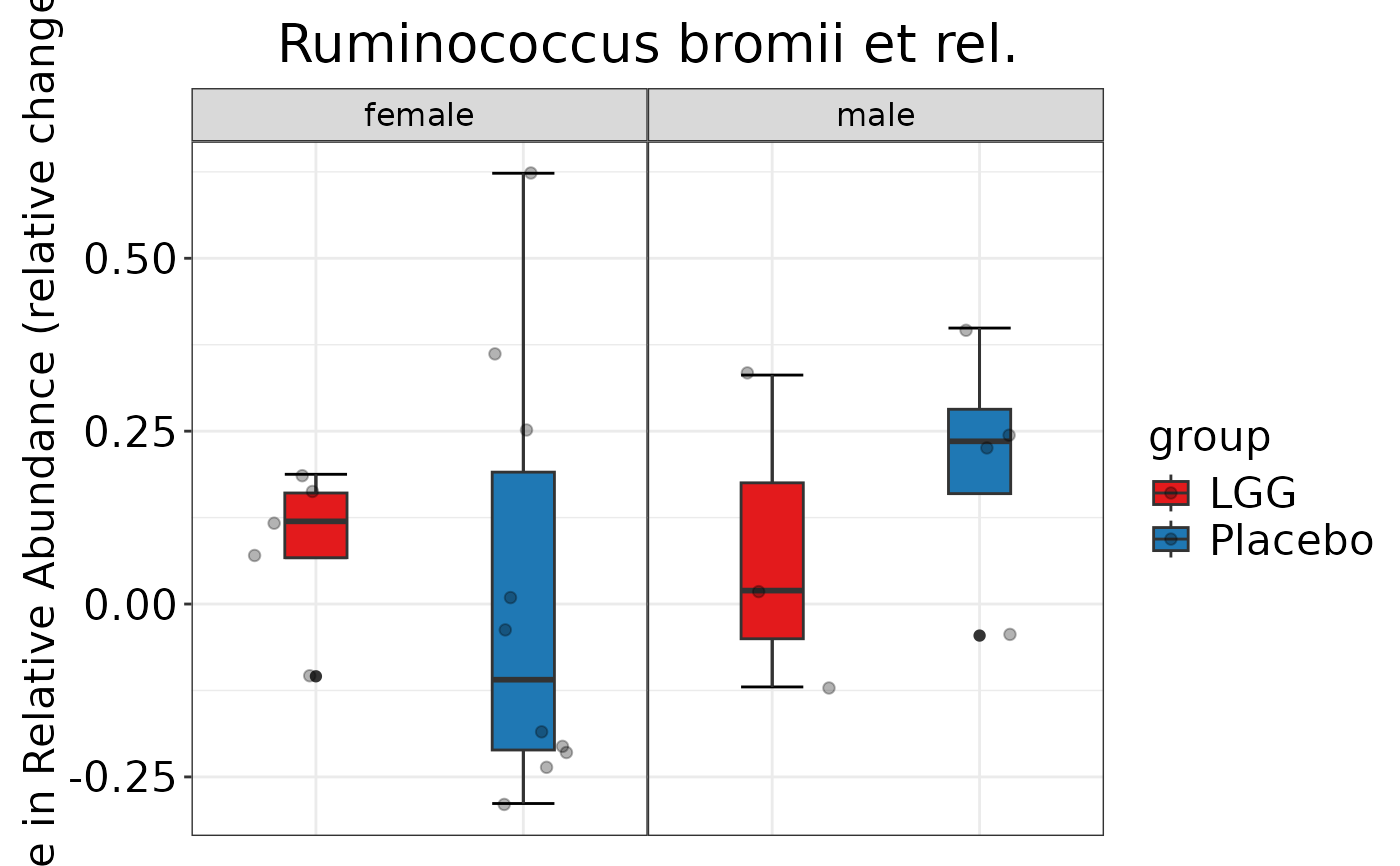 Ruminococcus bromii et rel.
female
male
e in Relative Abundance (relative change
0.50
0.25
0.00
-0.25
group
LGG
Placebo